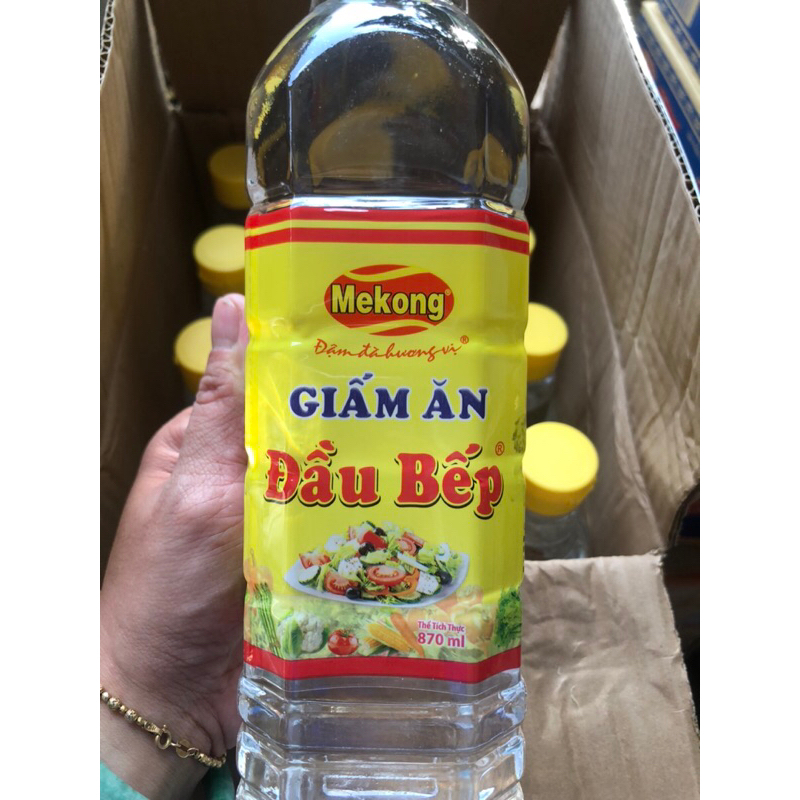 Mekong®
Đậm đà hương vị®
GIẤM ĂN
Đầu Bếp®
Thể Tích Thực
870 ml